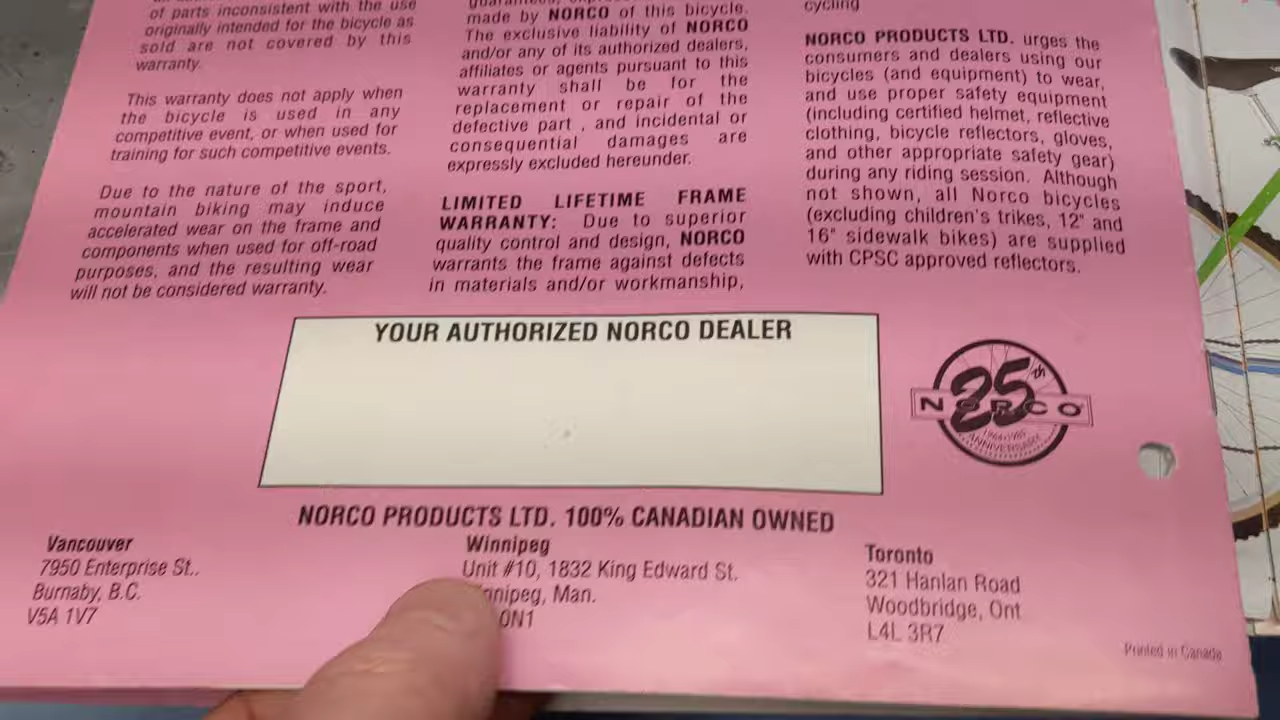 of parts inconsistent with the use
originally intended for the bicycle as
sold are not covered by this
warranty.
This warranty does not apply when
the bicycle is used in any
competitive event, or when used for
training for such competitive events.
Due to the nature of the sport,
mountain biking may induce
accelerated wear on the frame and
components when used for off-road
purposes, and the resulting wear
will not be considered warranty.
made by NORCO of this bicycle.
The exclusive liability of NORCO
and/or any of its authorized dealers,
affiliates or agents pursuant to this
warranty shall be for the
replacement or repair of the
defective part , and incidental or
consequential damages are
expressly excluded hereunder.
LIMITED LIFETIME FRAME
WARRANTY: Due to superior
quality control and design, NORCO
warrants the frame against defects
in materials and/or workmanship,
cycling
NORCO PRODUCTS LTD. urges the
consumers and dealers using our
bicycles (and equipment) to wear,
and use proper safety equipment
(including certified helmet, reflective
clothing, bicycle reflectors, gloves,
and other appropriate safety gear)
during any riding session. Although
not shown, all Norco bicycles
(excluding children's trikes, 12" and
16" sidewalk bikes) are supplied
with CPSC approved reflectors.
YOUR AUTHORIZED NORCO DEALER
25th
NORCO
ANNIVERSARY
NORCO PRODUCTS LTD. 100% CANADIAN OWNED
Vancouver
7950 Enterprise St..
Burnaby, B.C.
V5A 1V7
Winnipeg
Unit #10, 1832 King Edward St.
nnipeg, Man.
0N1
Toronto
321 Hanlan Road
Woodbridge, Ont
L4L 3R7
Printed in Canada